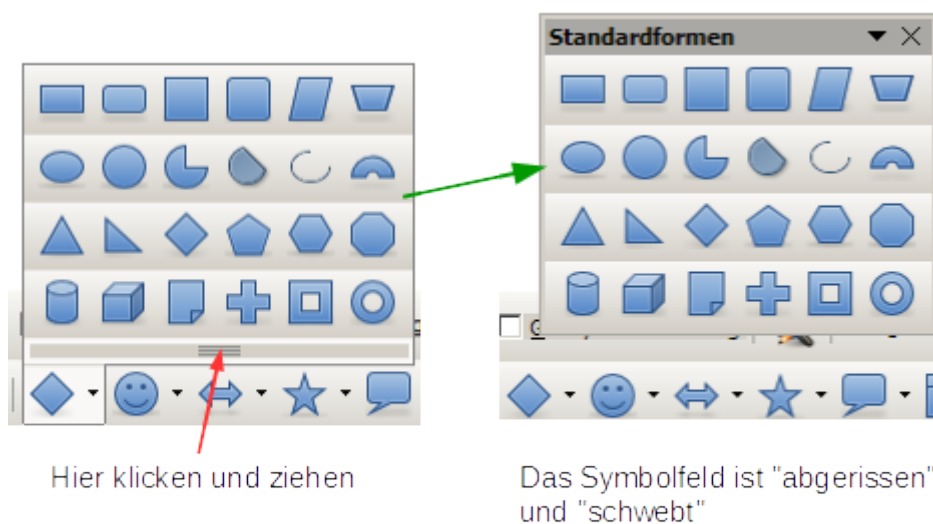 Standardformen
Hier klicken und ziehen
Das Symbolfeld ist "abgerissen"
und "schwebt"